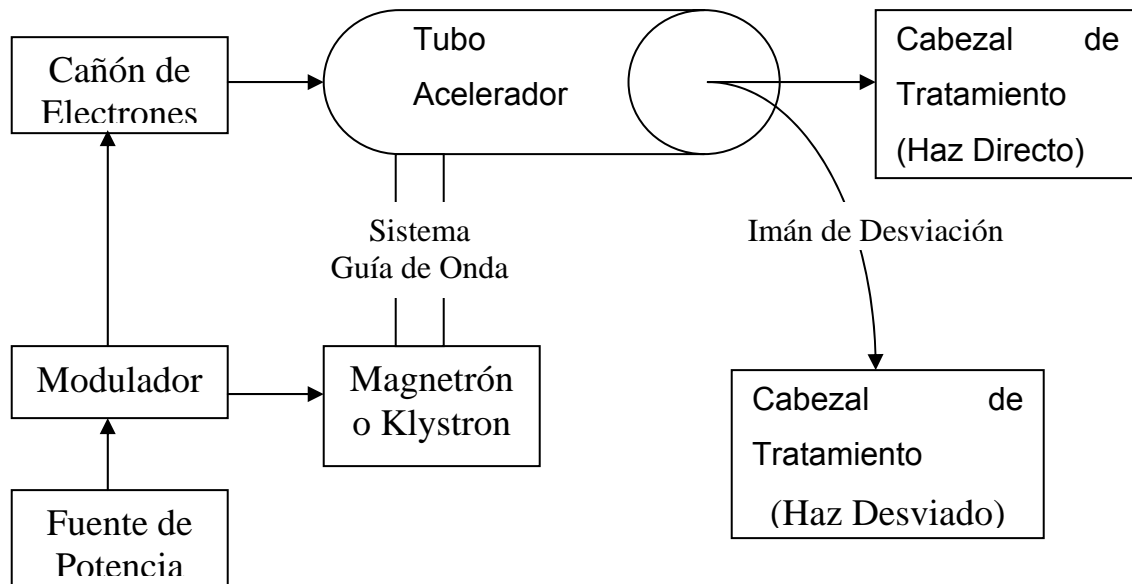 Cañón de
Electrones
Tubo
Acelerador
Cabezal de
Tratamiento
(Haz Directo)
Sistema
Guía de Onda
Imán de Desviación
Modulador
Magnetrón
o Klystron
Cabezal de
Tratamiento
(Haz Desviado)
Fuente de
Potencia